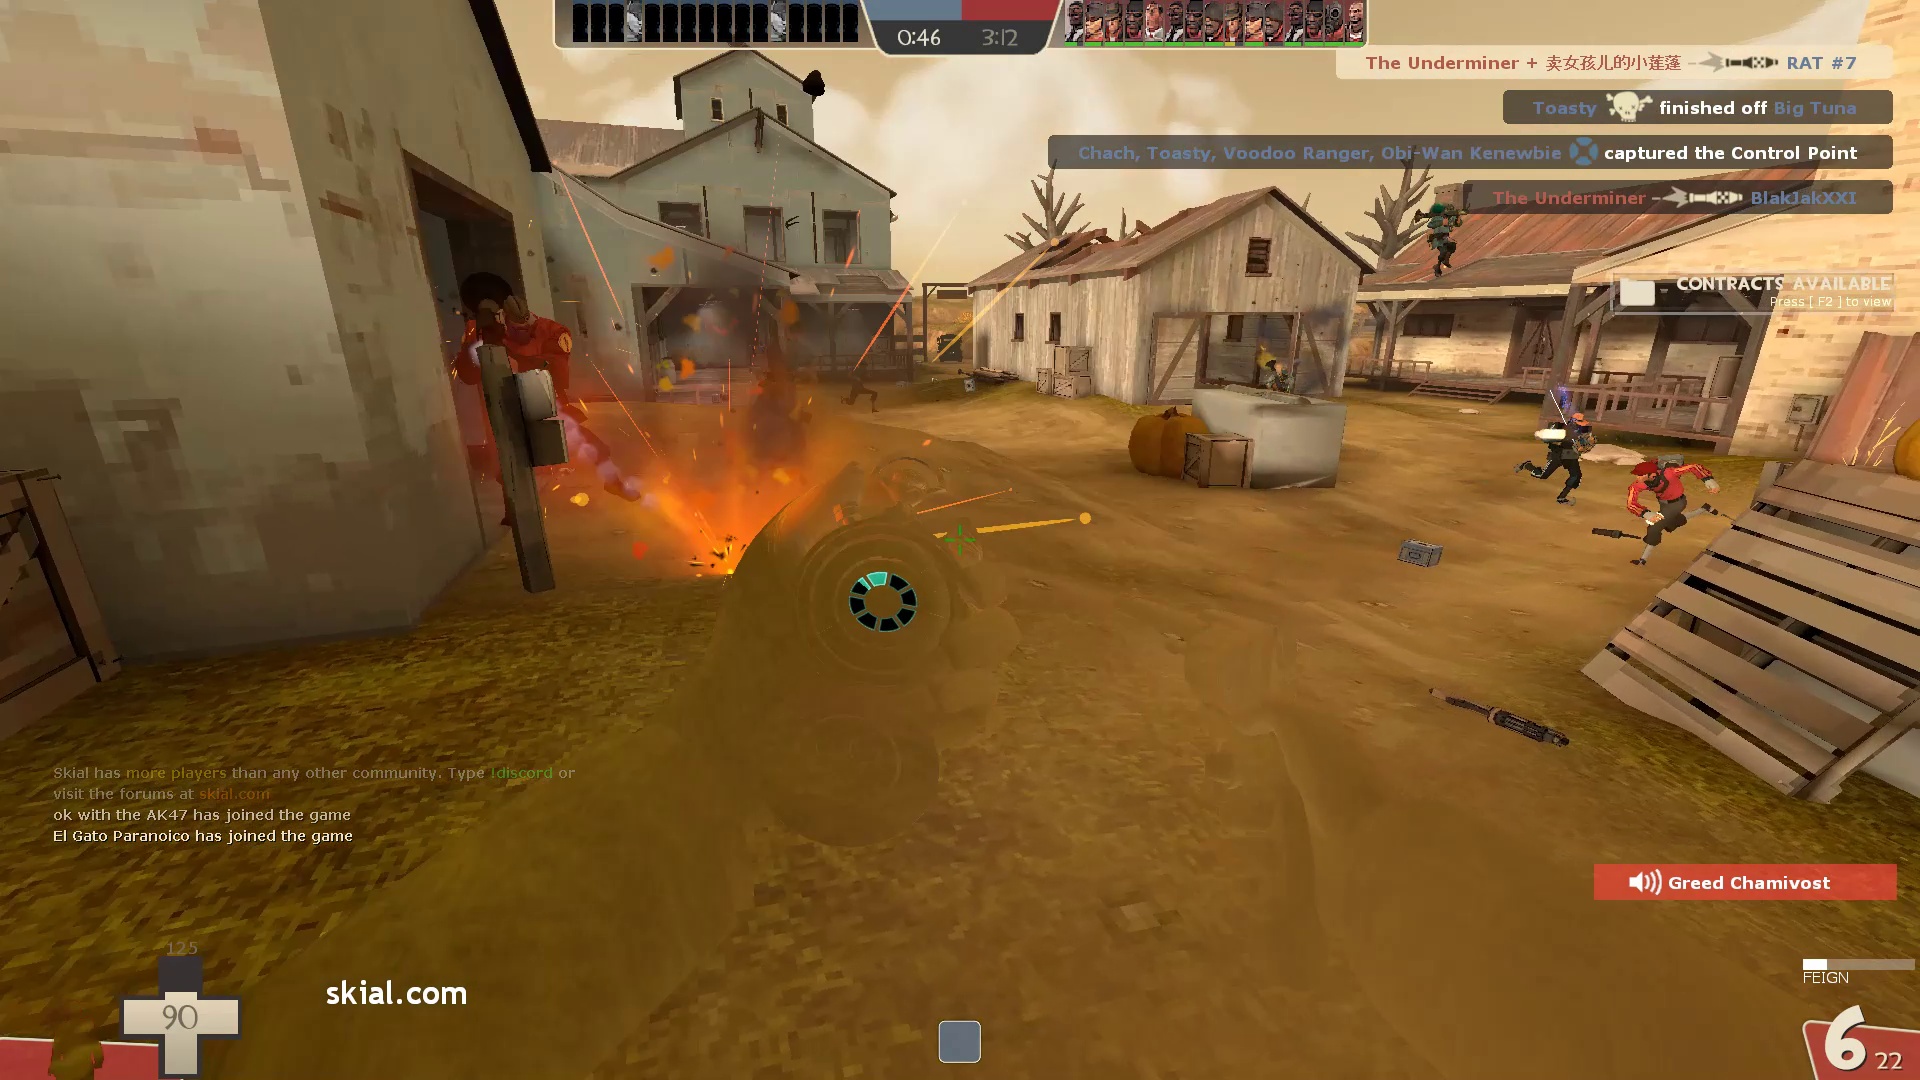 0:46
3:12
The Underminer + 卖女孩儿的小莲蓬 RAT #7
Toasty finished off Big Tuna
Chach, Toasty, Voodoo Ranger, Obi-Wan Kenewbie captured the Control Point
The Underminer BlakJakXXI
CONTRACTS AVAILABLE
Press [ F2 ] to view
Skial has more players than any other community. Type !discord or
visit the forums at skial.com
ok with the AK47 has joined the game
El Gato Paranoico has joined the game
Greed Chamivost
125
90
skial.com
FEIGN
6
22